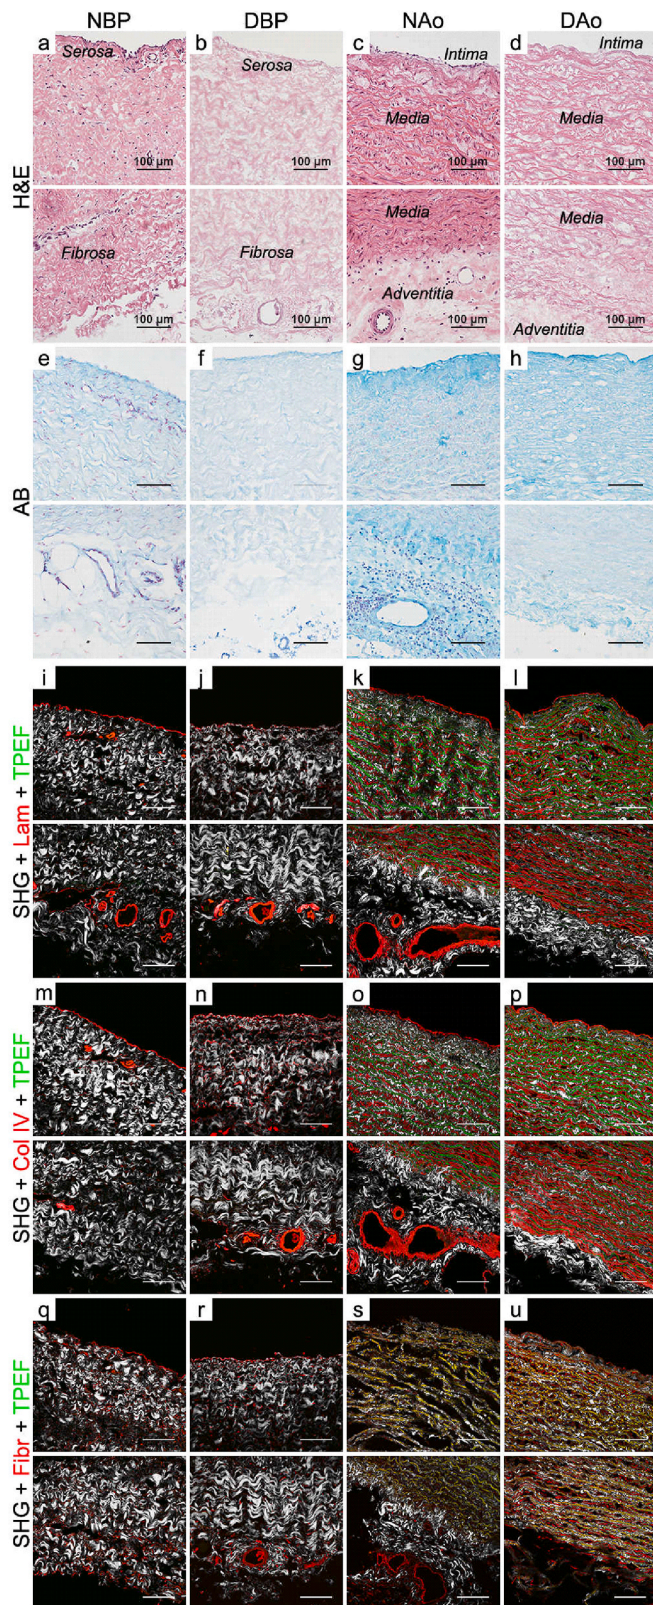 NBP DBP NAo DAo
H&E
a b c d
Serosa Serosa Intima Intima
Media Media
100 µm 100 µm 100 µm 100 µm
Media Media
Fibrosa Fibrosa
Adventitia Adventitia
100 µm 100 µm 100 µm 100 µm
AB
e f g h
SHG + Lam + TPEF
i j k l
SHG + Col IV + TPEF
m n o p
SHG + Fibr + TPEF
q r s u